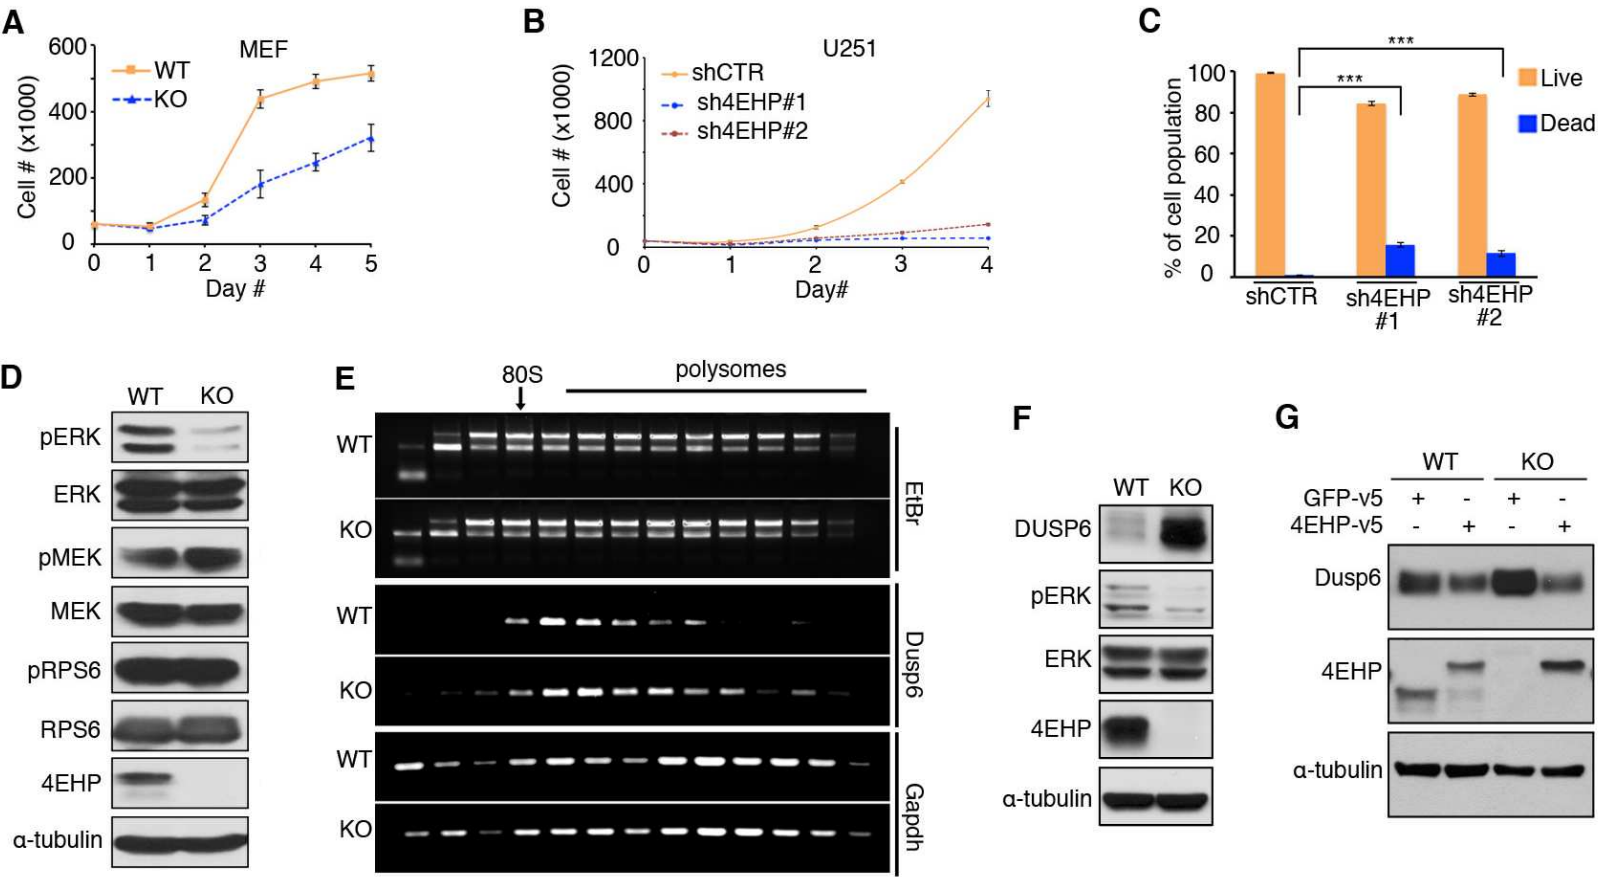 A
MEF
600
400
200
0
Cell # (x1000)
WT
KO
0 1 2 3 4 5
Day #
B
U251
1200
800
400
0
Cell # (x1000)
shCTR
sh4EHP#1
sh4EHP#2
0 1 2 3 4
Day#
C
***
***
100
80
60
40
20
0
% of cell population
Live
Dead
shCTR
sh4EHP
#1
sh4EHP
#2
D
WT KO
pERK
ERK
pMEK
MEK
pRPS6
RPS6
4EHP
α-tubulin
E
80S
polysomes
WT
KO
EtBr
WT
KO
Dusp6
WT
KO
Gapdh
F
WT KO
DUSP6
pERK
ERK
4EHP
α-tubulin
G
WT KO
GFP-v5 + - + -
4EHP-v5 - + - +
Dusp6
4EHP
α-tubulin